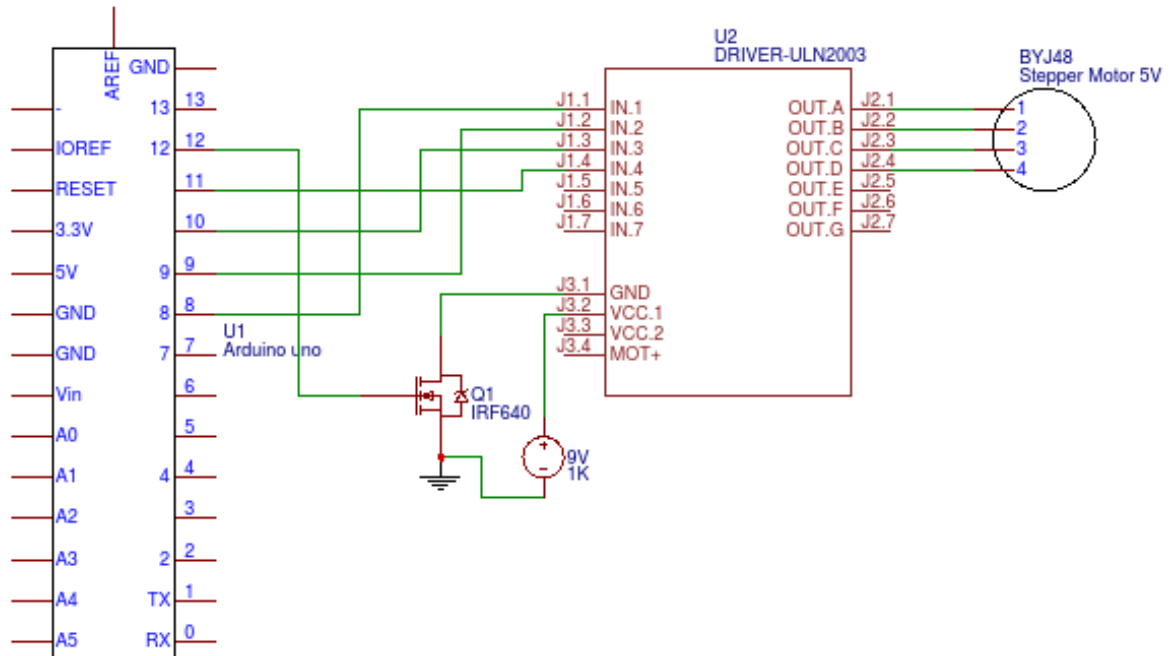 AREF
GND
-
13
13
IOREF
12
12
RESET
11
3.3V
10
5V
9
9
GND
8
8
GND
7
7
Vin
6
A0
5
A1
4
4
A2
3
A3
2
2
A4
TX
1
A5
RX
0
U1
Arduino uno
U2
DRIVER-ULN2003
J1.1
IN.1
J1.2
IN.2
J1.3
IN.3
J1.4
IN.4
J1.5
IN.5
J1.6
IN.6
J1.7
IN.7
J3.1
GND
J3.2
VCC.1
J3.3
VCC.2
J3.4
MOT+
OUT.A
J2.1
OUT.B
J2.2
OUT.C
J2.3
OUT.D
J2.4
OUT.E
J2.5
OUT.F
J2.6
OUT.G
J2.7
BYJ48
Stepper Motor 5V
1
2
3
4
Q1
IRF640
+
-
9V
1K